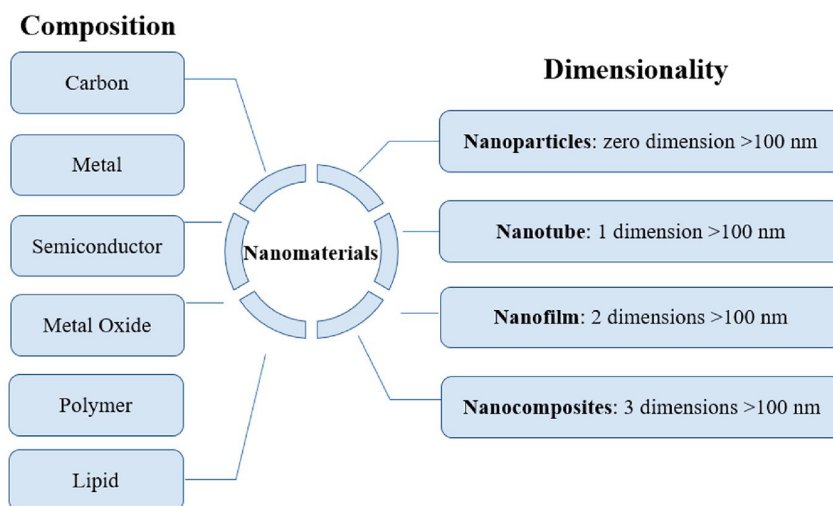 Composition
Carbon
Metal
Semiconductor
Metal Oxide
Polymer
Lipid
Nanomaterials
Dimensionality
Nanoparticles: zero dimension >100 nm
Nanotube: 1 dimension >100 nm
Nanofilm: 2 dimensions >100 nm
Nanocomposites: 3 dimensions >100 nm